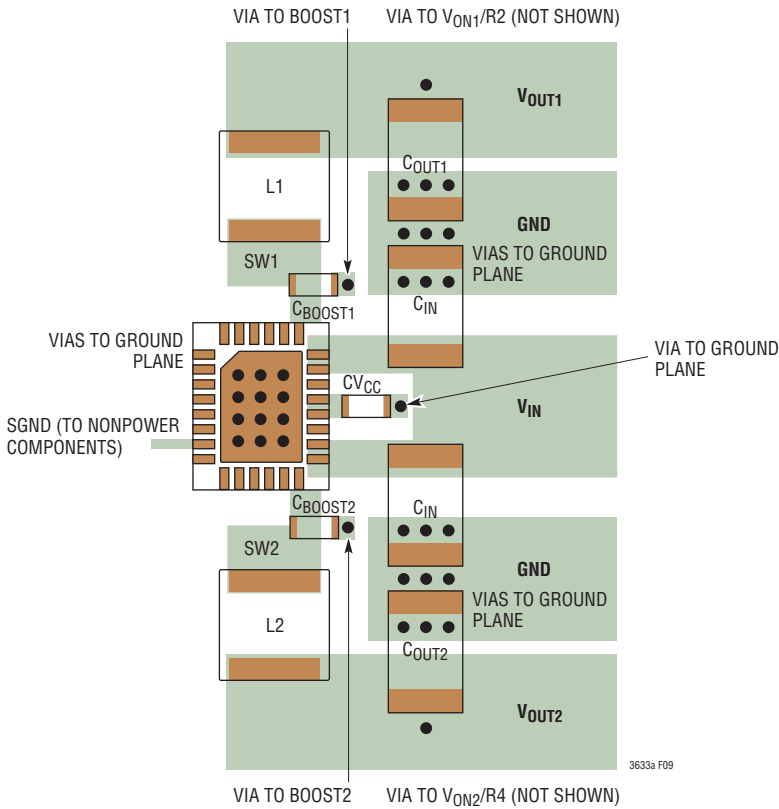 VIA TO BOOST1
VIA TO VON1/R2 (NOT SHOWN)
VOUT1
COUT1
L1
GND
VIAS TO GROUND
PLANE
SW1
CBOOST1
CIN
VIAS TO GROUND
PLANE
VIA TO GROUND
PLANE
CVCC
VIN
SGND (TO NONPOWER
COMPONENTS)
CBOOST2
CIN
SW2
GND
VIAS TO GROUND
PLANE
L2
COUT2
VOUT2
3633a F09
VIA TO BOOST2
VIA TO VON2/R4 (NOT SHOWN)